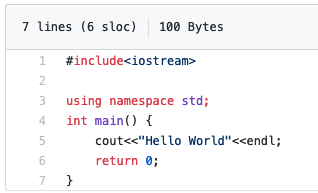 7 lines (6 sloc) 100 Bytes
1 #include<iostream>
2
3 using namespace std;
4 int main() {
5     cout<<"Hello World"<<endl;
6     return 0;
7 }